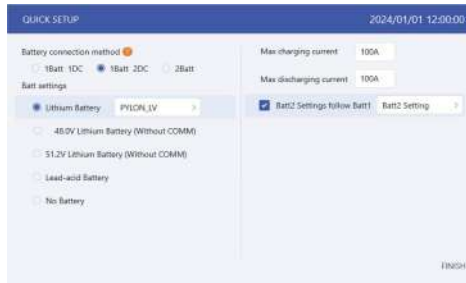 QUICK SETUP
2024/01/01 12:00:00
Battery connection method
1Batt 1DC
1Batt 2DC
2Batt
Batt settings
Lithium Battery
PYLON_LV
48.0V Lithium Battery (Without COMM)
51.2V Lithium Battery (Without COMM)
Lead-acid Battery
No Battery
Max charging current
100A
Max discharging current
100A
Batt2 Settings follow Batt1
Batt2 Setting
FINISH